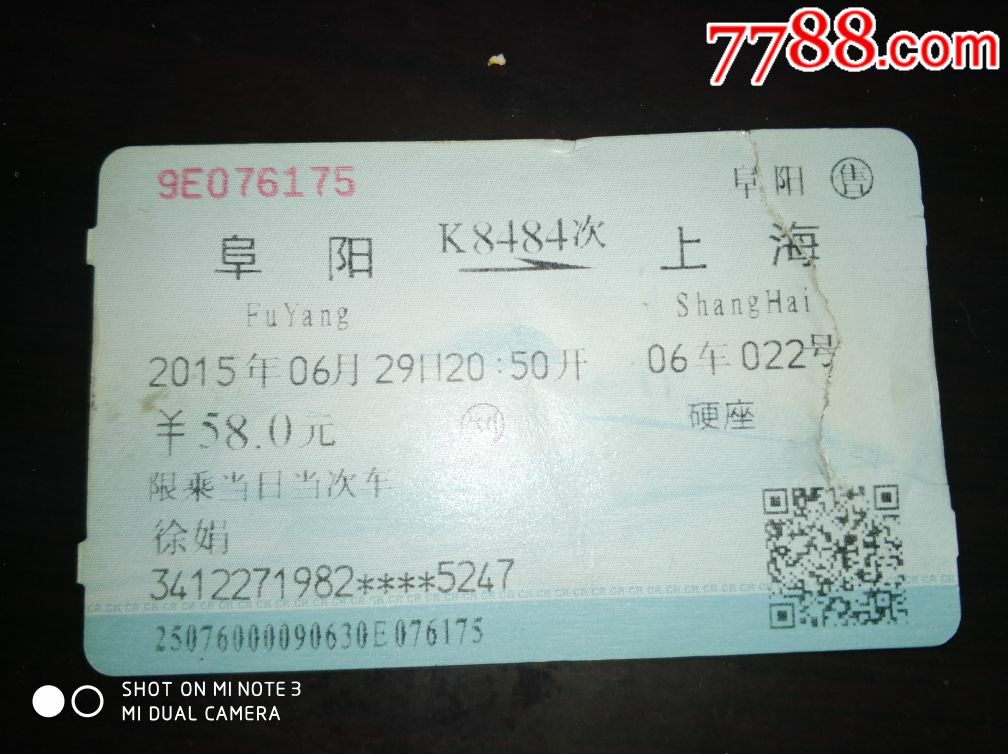 7788.com
9E076175
阜阳 售
阜 阳 K8484次 上 海
FuYang ShangHai
2015年06月29日20:50开 06车022号
￥58.0元 硬座
限乘当日当次车
徐娟
3412271982****5247
25076000090630E076175
SHOT ON MI NOTE 3
MI DUAL CAMERA